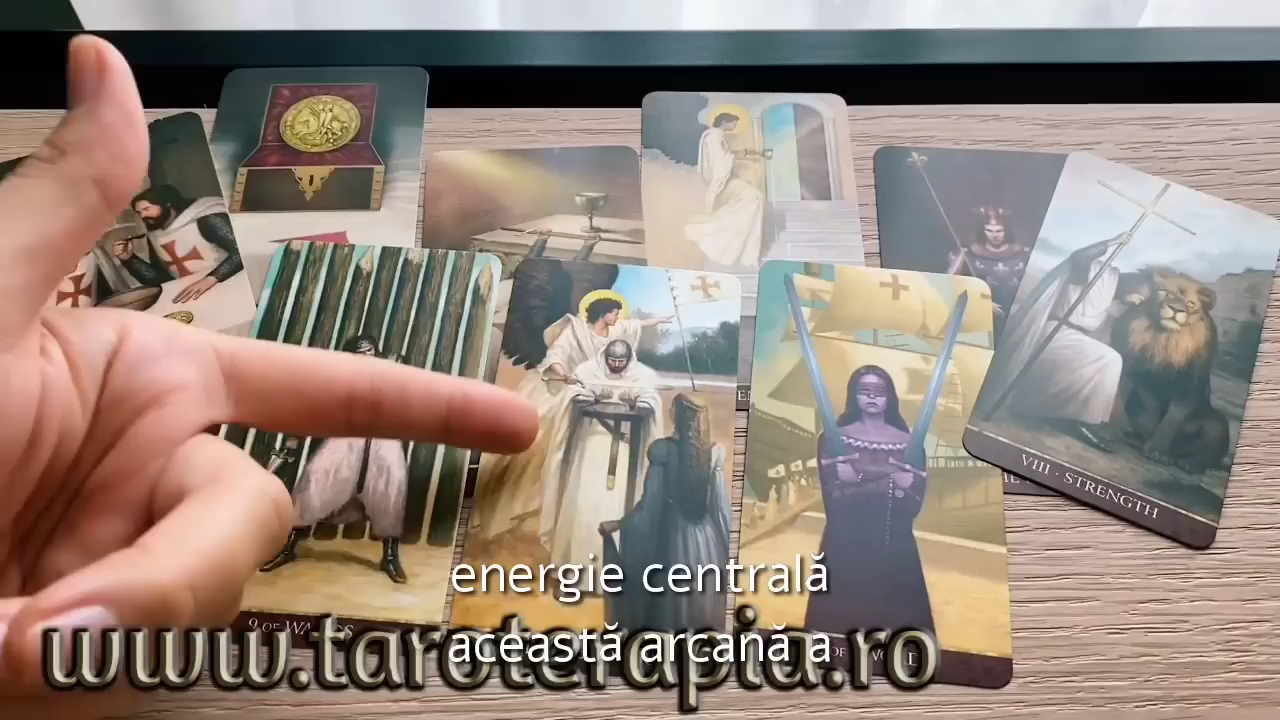 VIII · STRENGTH
energie centrală
9 OF WANDS
această arcană a
www.taroterapia.ro